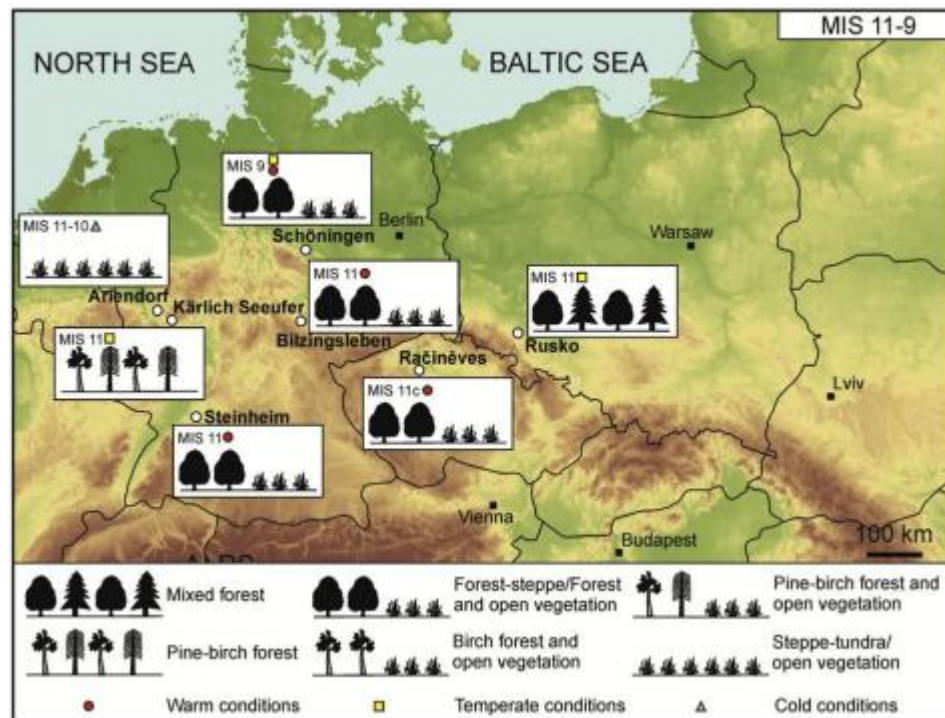 MIS 11-9
NORTH SEA
BALTIC SEA
MIS 9
Berlin
Warsaw
MIS 11-10
Schöningen
MIS 11
MIS 11
Ariendorf
Kärlich Seeufer
Bilzingsleben
Rusko
MIS 11
Račinĕves
Lviv
MIS 11c
Steinheim
MIS 11
Vienna
Budapest
100 km
Mixed forest
Forest-steppe/Forest
and open vegetation
Pine-birch forest and
open vegetation
Pine-birch forest
Birch forest and
open vegetation
Steppe-tundra/
open vegetation
Warm conditions
Temperate conditions
Cold conditions